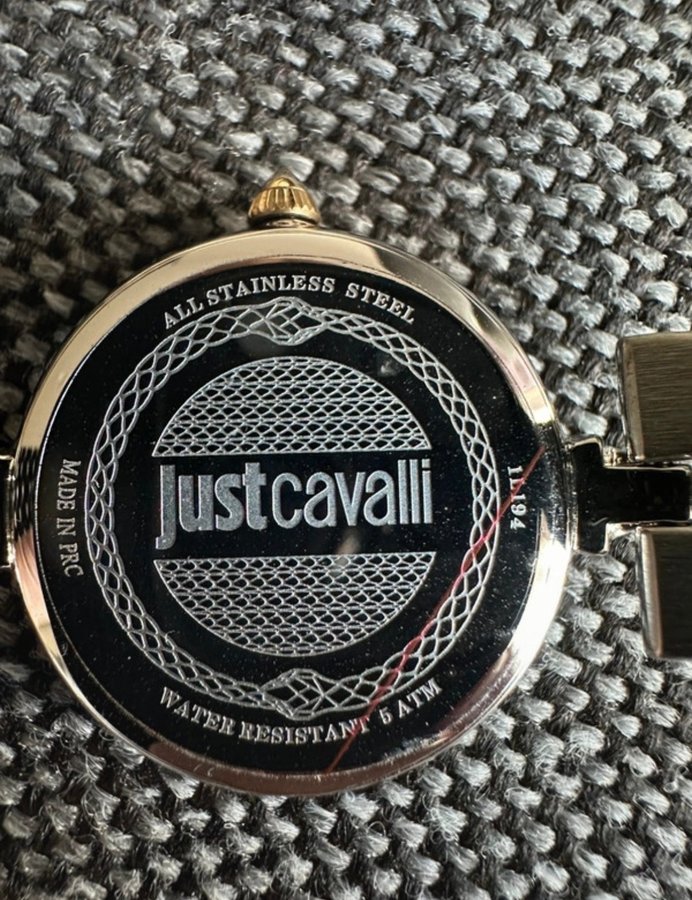 ALL STAINLESS STEEL
justcavalli
MADE IN PRC
WATER RESISTANT 5 ATM